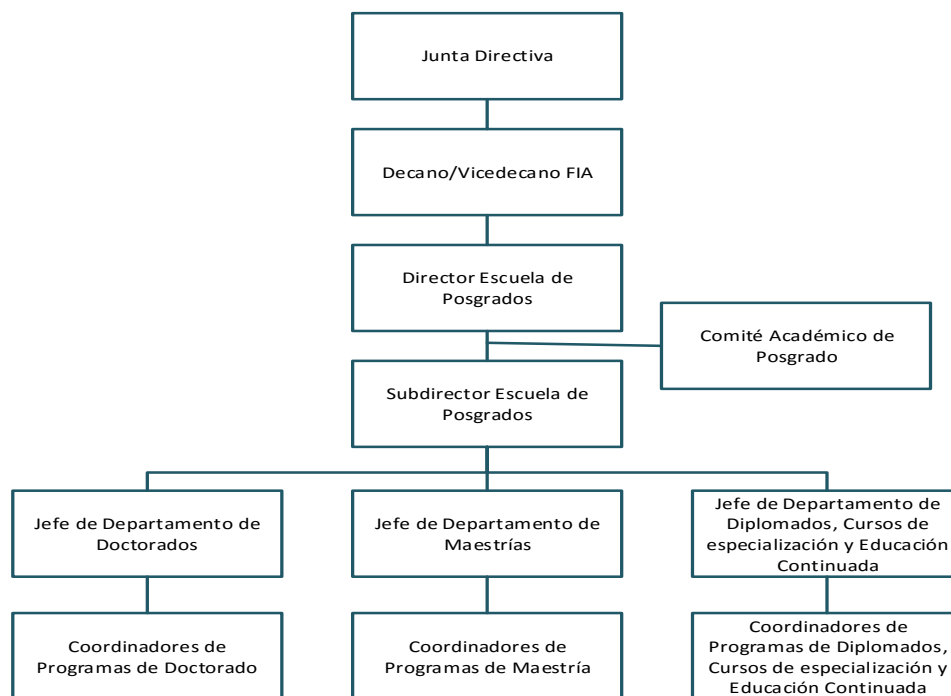 Junta Directiva
Decano/Vicedecano FIA
Director Escuela de
Posgrados
Comité Académico de
Posgrado
Subdirector Escuela de
Posgrados
Jefe de Departamento de
Doctorados
Jefe de Departamento de
Maestrías
Jefe de Departamento de
Diplomados, Cursos de
especialización y Educación
Continuada
Coordinadores de
Programas de Doctorado
Coordinadores de
Programas de Maestría
Coordinadores de
Programas de Diplomados,
Cursos de especialización y
Educación Continuada